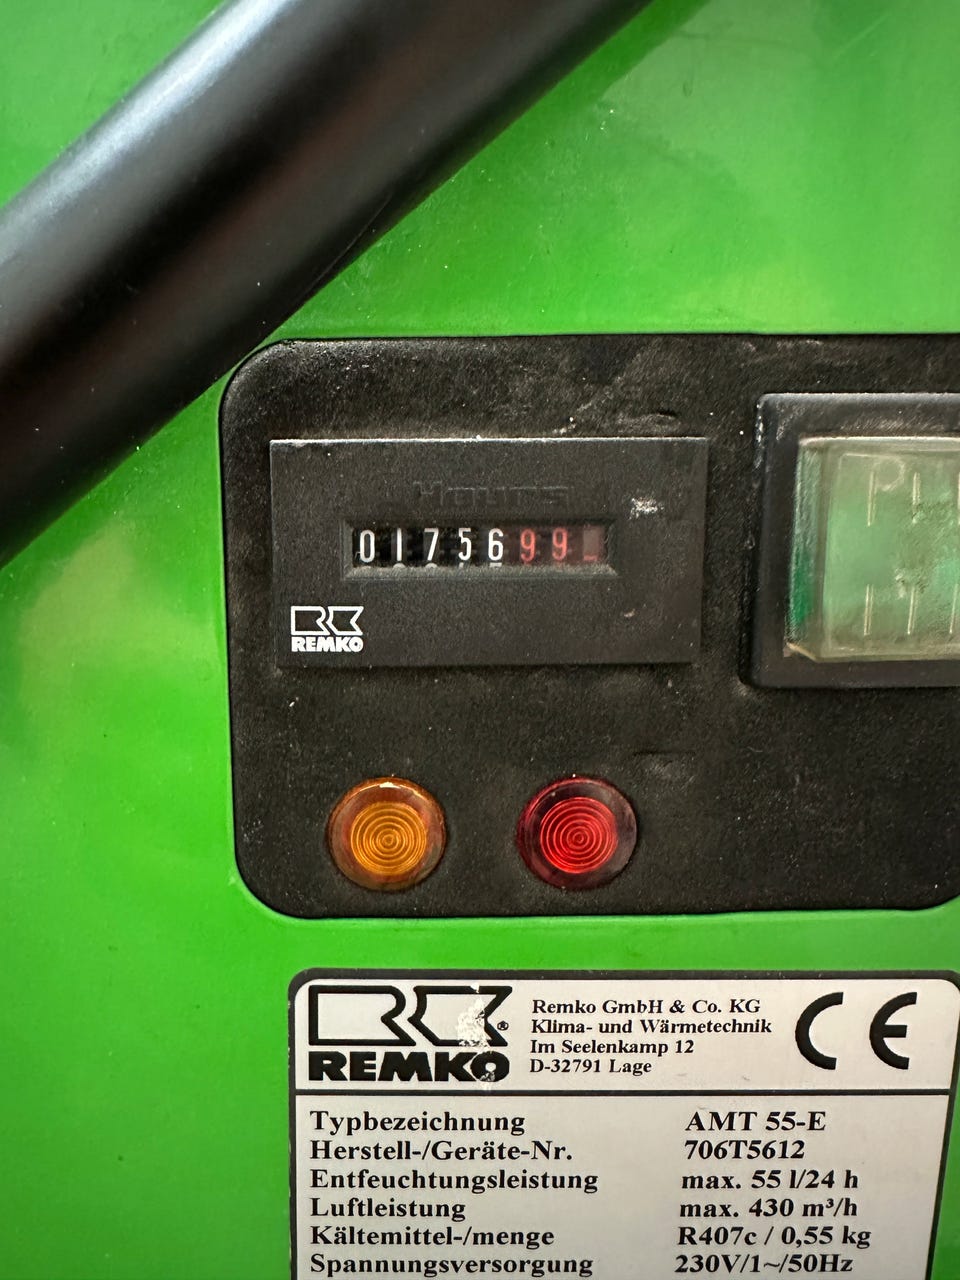 Hours
0175699
REMKO
REMKO®
Remko GmbH & Co. KG
Klima- und Wärmetechnik
Im Seelenkamp 12
D-32791 Lage
CE
Typbezeichnung AMT 55-E
Herstell-/Geräte-Nr. 706T5612
Entfeuchtungsleistung max. 55 l/24 h
Luftleistung max. 430 m³/h
Kältemittel-/menge R407c / 0,55 kg
Spannungsversorgung 230V/1~/50Hz